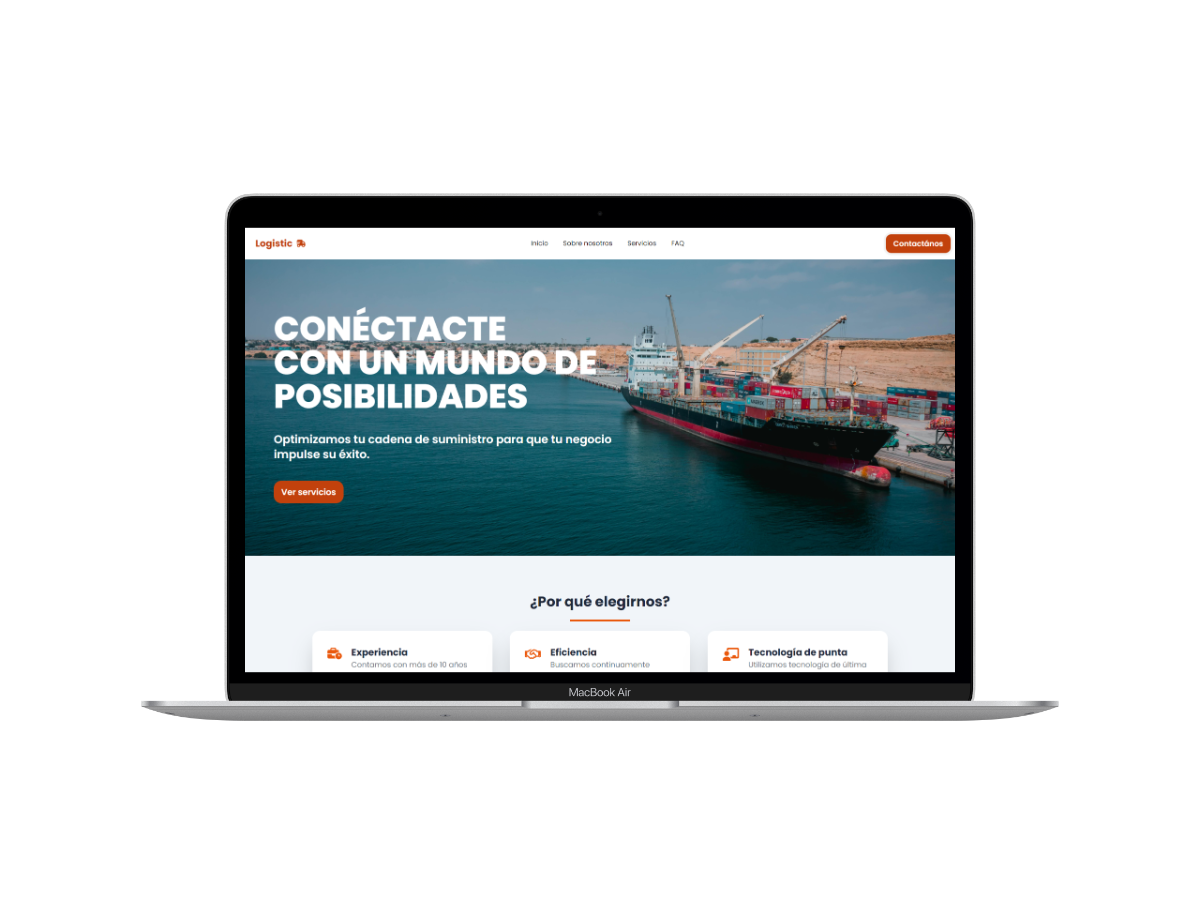 Logistic
Inicio Sobre nosotros Servicios FAQ
Contactános
CONÉCTACTE
CON UN MUNDO DE
POSIBILIDADES
Optimizamos tu cadena de suministro para que tu negocio
impulse su éxito.
Ver servicios
¿Por qué elegirnos?
Experiencia
Contamos con más de 10 años
Eficiencia
Buscamos continuamente
Tecnología de punta
Utilizamos tecnología de última
MacBook Air